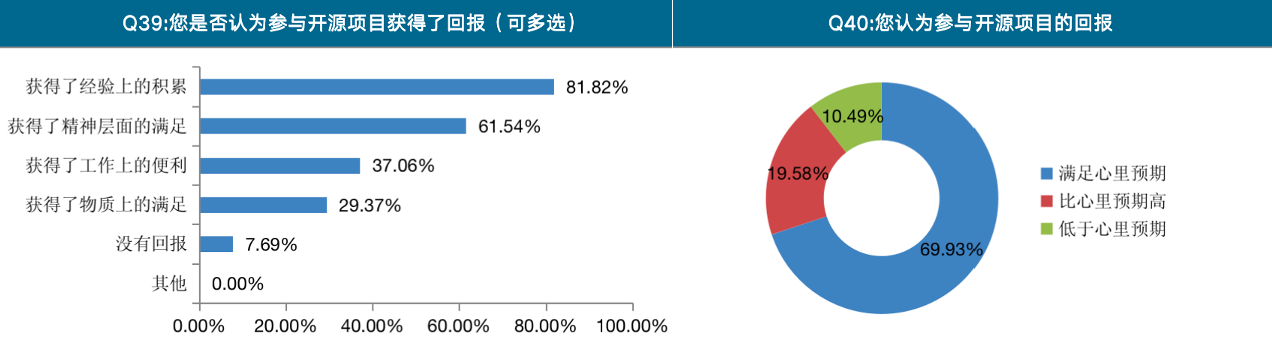 Q39:您是否认为参与开源项目获得了回报（可多选）
获得了经验上的积累 81.82%
获得了精神层面的满足 61.54%
获得了工作上的便利 37.06%
获得了物质上的满足 29.37%
没有回报 7.69%
其他 0.00%
0.00% 20.00% 40.00% 60.00% 80.00% 100.00%
Q40:您认为参与开源项目的回报
10.49%
19.58%
69.93%
满足心里预期
比心里预期高
低于心里预期